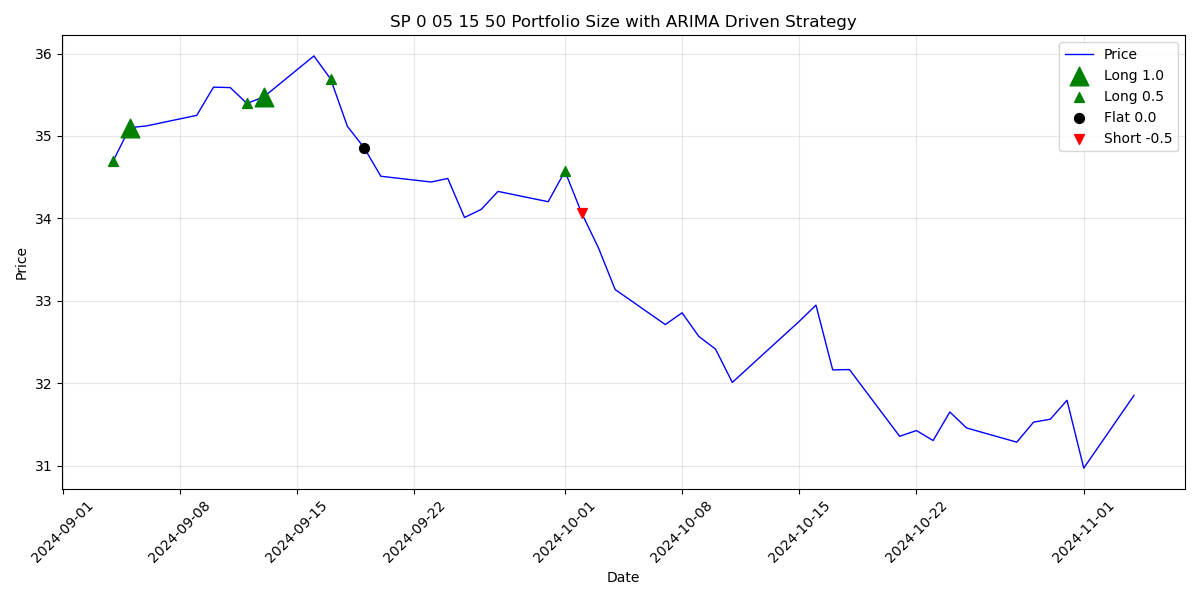 SP 0 05 15 50 Portfolio Size with ARIMA Driven Strategy
Price
36
35
34
33
32
31
Price
Long 1.0
Long 0.5
Flat 0.0
Short -0.5
2024-09-01
2024-09-08
2024-09-15
2024-09-22
2024-10-01
2024-10-08
2024-10-15
2024-10-22
2024-11-01
Date